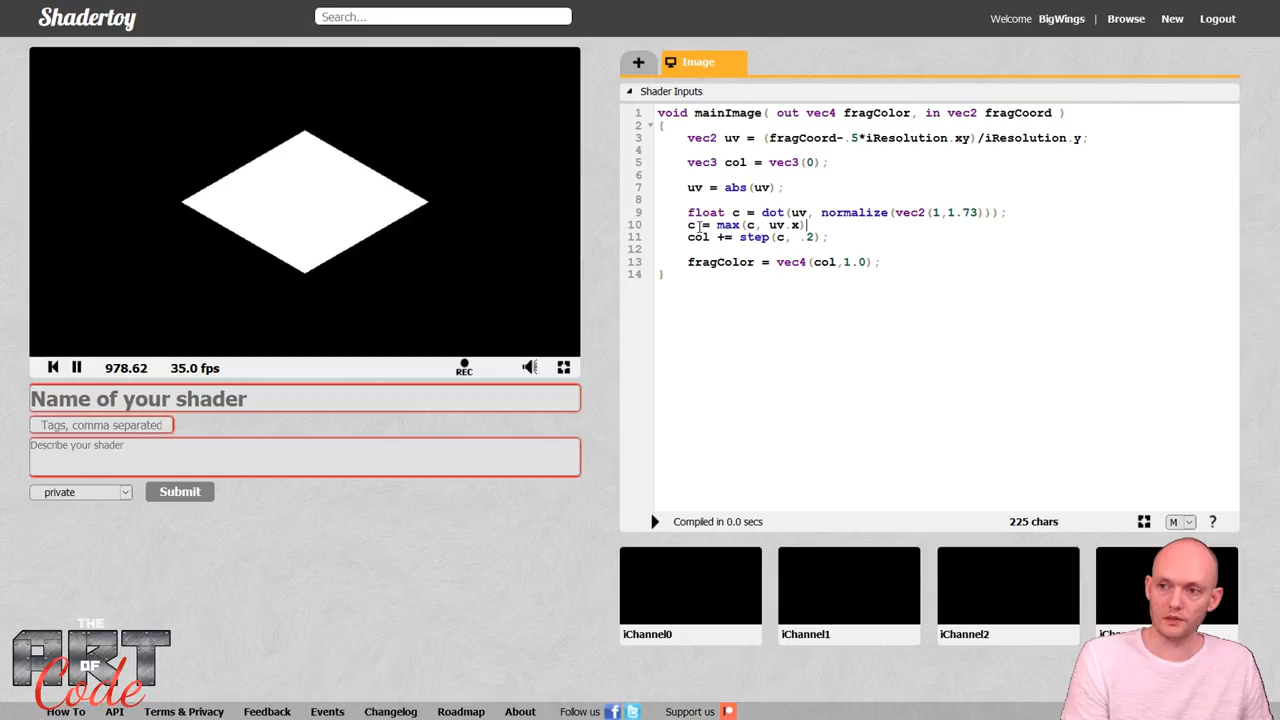 Shadertoy
Search...
Welcome BigWings | Browse New Logout
+ Image
Shader Inputs
1 void mainImage( out vec4 fragColor, in vec2 fragCoord )
2 {
3 vec2 uv = (fragCoord-.5*iResolution.xy)/iResolution.y;
4
5 vec3 col = vec3(0);
6
7 uv = abs(uv);
8
9 float c = dot(uv, normalize(vec2(1,1.73)));
10 c = max(c, uv.x)
11 col += step(c, .2);
12
13 fragColor = vec4(col,1.0);
14 }
978.62 35.0 fps REC
Name of your shader
Tags, comma separated
Describe your shader
private Submit
Compiled in 0.0 secs 225 chars M ?
iChannel0 iChannel1 iChannel2
THE
ART
OF
Code
How To API Terms & Privacy Feedback Events Changelog Roadmap About Follow us Support us